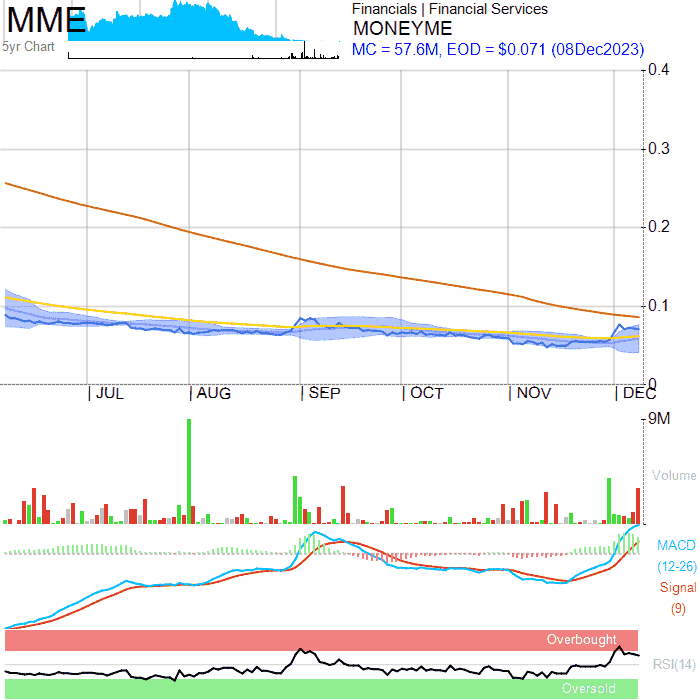 MME
5yr Chart
Financials | Financial Services
MONEYME
MC = 57.6M, EOD = $0.071 (08Dec2023)
0.4
0.3
0.2
0.1
0
JUL
AUG
SEP
OCT
NOV
DEC
9M
Volume
MACD
(12-26)
Signal
(9)
Overbought
RSI(14)
Oversold